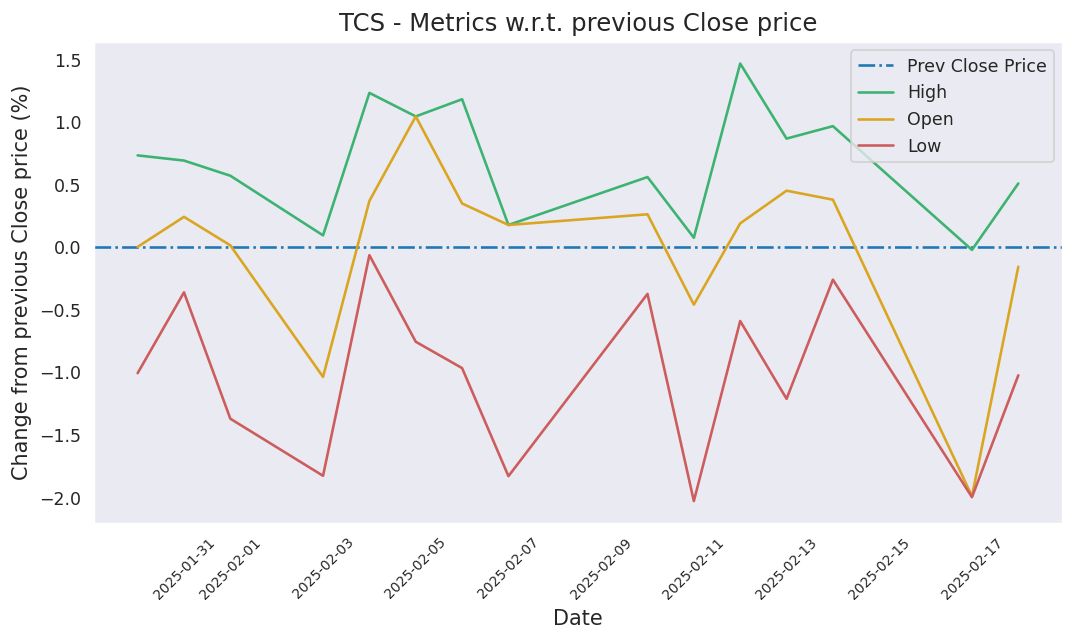 TCS - Metrics w.r.t. previous Close price
Change from previous Close price (%)
1.5
1.0
0.5
0.0
−0.5
−1.0
−1.5
−2.0
Prev Close Price
High
Open
Low
2025-01-31
2025-02-01
2025-02-03
2025-02-05
2025-02-07
2025-02-09
2025-02-11
2025-02-13
2025-02-15
2025-02-17
Date